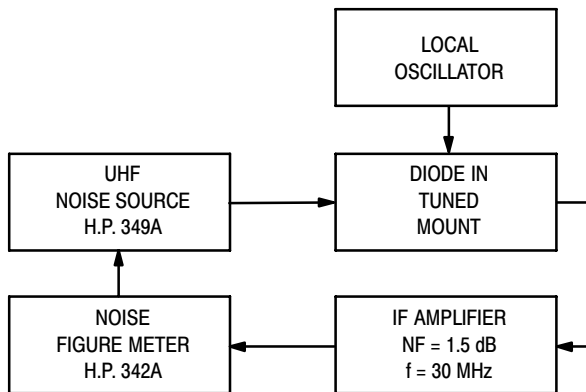 LOCAL
OSCILLATOR
UHF
NOISE SOURCE
H.P. 349A
DIODE IN
TUNED
MOUNT
NOISE
FIGURE METER
H.P. 342A
IF AMPLIFIER
NF = 1.5 dB
f = 30 MHz